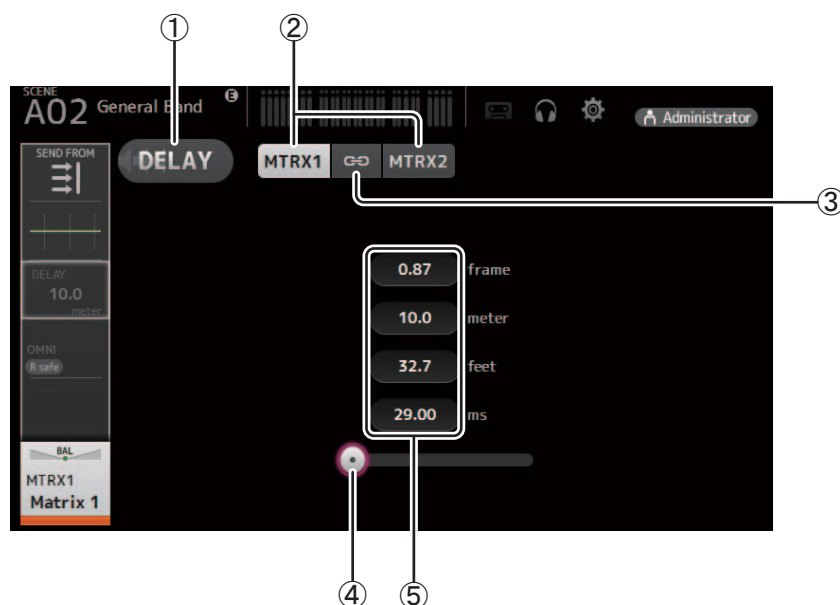 ① ②
SCENE
A02 General Band E
Administrator
SEND FROM
DELAY
MTRX1 MTRX2
③
DELAY
10.0
meter
0.87 frame
10.0 meter
32.7 feet
29.00 ms
OMNI
R safe
BAL
MTRX1
Matrix 1
④ ⑤